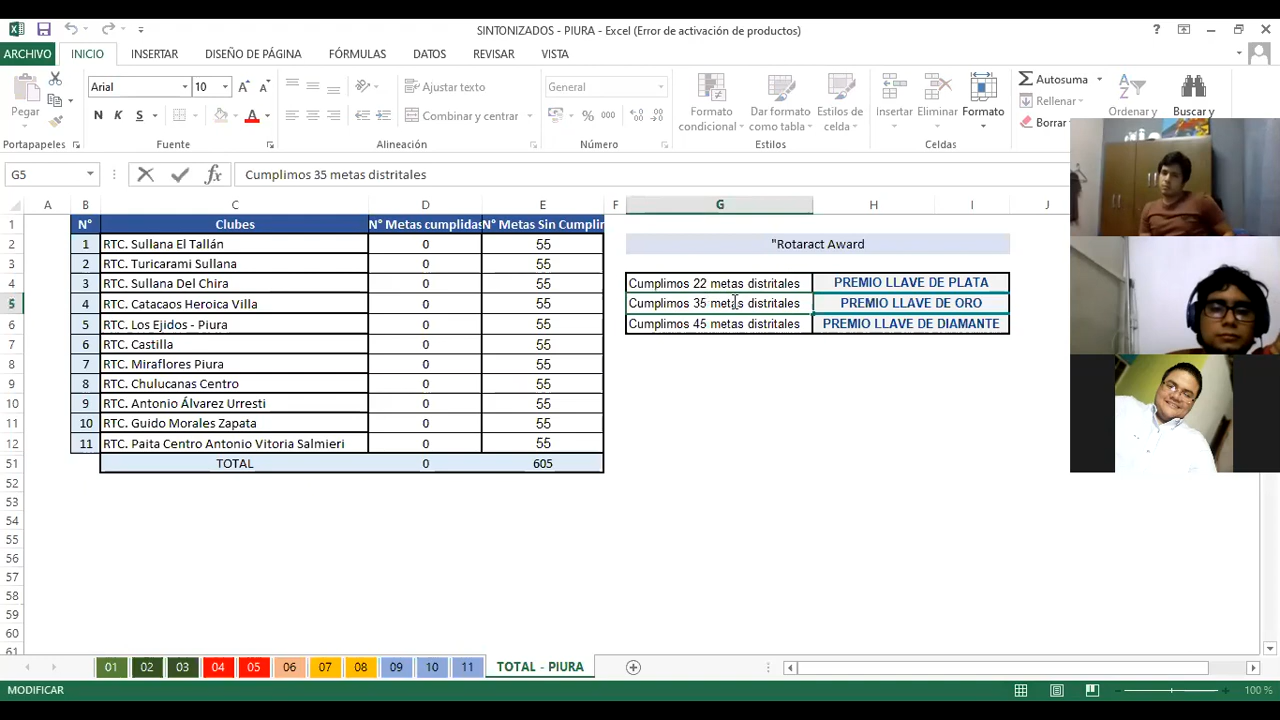 SINTONIZADOS - PIURA - Excel (Error de activación de productos)
ARCHIVO INICIO INSERTAR DISEÑO DE PÁGINA FÓRMULAS DATOS REVISAR VISTA
Pegar
Portapapeles
Arial 10
N K S
Fuente
Ajustar texto
Combinar y centrar
Alineación
General
% 000
Número
Formato condicional
Dar formato como tabla
Estilos de celda
Estilos
Insertar Eliminar Formato
Celdas
Autosuma
Rellenar
Borrar
Ordenar y
Buscar y
G5 fx Cumplimos 35 metas distritales
A B C D E F G H I J
1 N° Clubes N° Metas cumplidas N° Metas Sin Cumplir
2 1 RTC. Sullana El Tallán 0 55 "Rotaract Award
3 2 RTC. Turicarami Sullana 0 55
4 3 RTC. Sullana Del Chira 0 55 Cumplimos 22 metas distritales PREMIO LLAVE DE PLATA
5 4 RTC. Catacaos Heroica Villa 0 55 Cumplimos 35 metas distritales PREMIO LLAVE DE ORO
6 5 RTC. Los Ejidos - Piura 0 55 Cumplimos 45 metas distritales PREMIO LLAVE DE DIAMANTE
7 6 RTC. Castilla 0 55
8 7 RTC. Miraflores Piura 0 55
9 8 RTC. Chulucanas Centro 0 55
10 9 RTC. Antonio Álvarez Urresti 0 55
11 10 RTC. Guido Morales Zapata 0 55
12 11 RTC. Paita Centro Antonio Vitoria Salmieri 0 55
51 TOTAL 0 605
52
53
54
55
56
57
58
59
60
61
01 02 03 04 05 06 07 08 09 10 11 TOTAL - PIURA
MODIFICAR 100 %